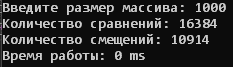 Введите размер массива: 1000
Количество сравнений: 16384
Количество смещений: 10914
Время работы: 0 ms